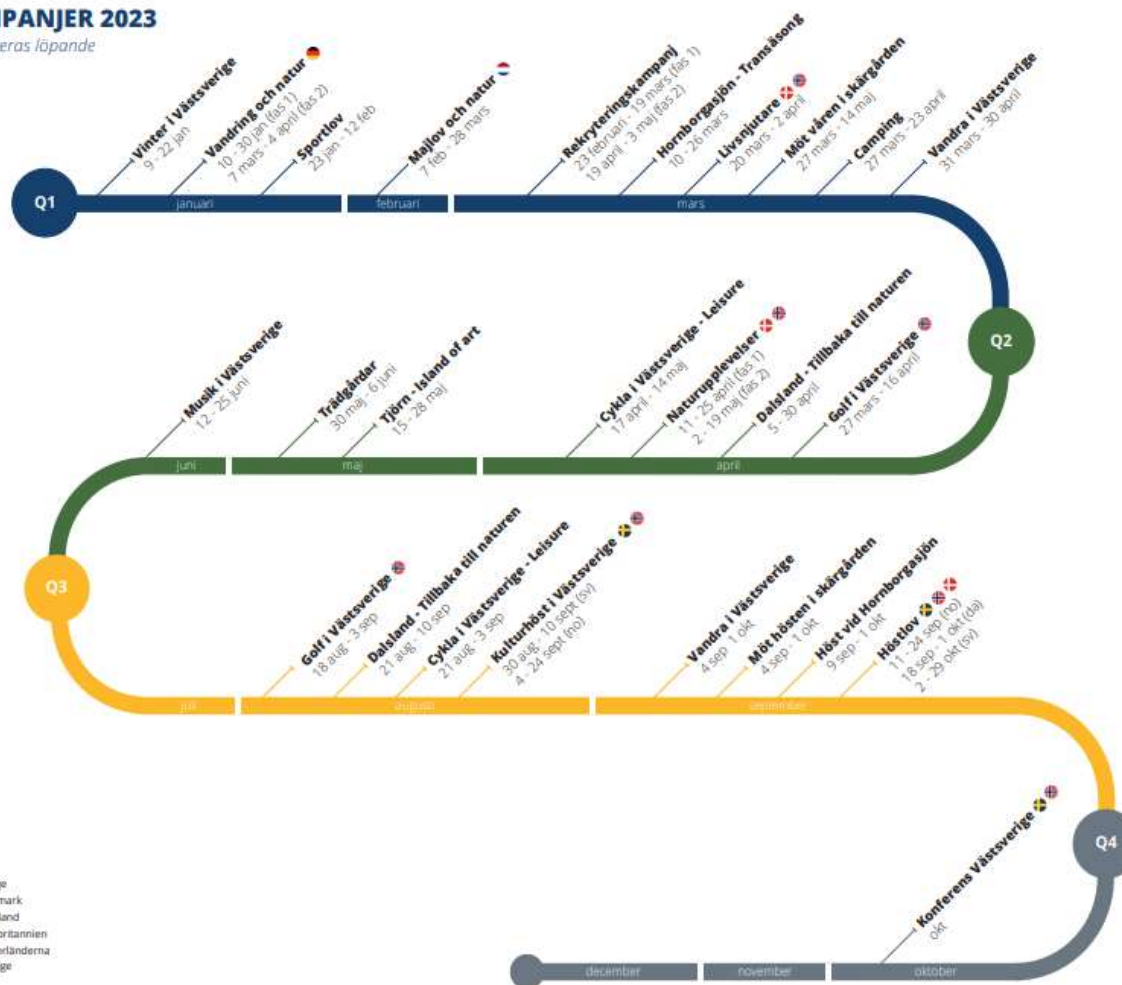 MPANJER 2023
eras löpande
Vinter i Västsverige
9 - 22 jan
Vandring och natur
10 - 30 jan (fas 1)
7 mars - 4 april (fas 2)
Sportlov
23 jan - 12 feb
Majlov och natur
7 feb - 28 mars
Rekryteringskampanj
23 februari - 19 mars (fas 1)
19 april - 3 maj (fas 2)
Hornborgasjön - Transäsong
10 - 26 mars
Livsnjutare
20 mars - 2 april
Möt våren i skärgården
27 mars - 14 maj
Camping
27 mars - 23 april
Vandra i Västsverige
31 mars - 30 april
Q1
januari
februari
mars
Q2
Musik i Västsverige
12 - 25 juni
Trädgårdar
30 maj - 6 juni
Tjörn - Island of art
15 - 28 maj
Cykla i Västsverige - Leisure
17 april - 14 maj
Naturupplevelser
11 - 25 april (fas 1)
2 - 19 maj (fas 2)
Dalsland - Tillbaka till naturen
5 - 30 april
Golf i Västsverige
27 mars - 16 april
juni
maj
april
Q3
Golf i Västsverige
18 aug - 3 sep
Dalsland - Tillbaka till naturen
21 aug - 10 sep
Cykla i Västsverige - Leisure
21 aug - 3 sep
Kulturhöst i Västsverige
30 aug - 10 sept (sv)
4 - 24 sept (no)
Vandra i Västsverige
4 sep - 1 okt
Möt hösten i skärgården
4 sep - 1 okt
Höst vid Hornborgasjön
9 sep - 1 okt
Höstlov
11 - 24 sep (no)
18 sep - 1 okt (da)
2 - 29 okt (sv)
juli
augusti
september
Q4
Konferens Västsverige
okt
december
november
oktober
ge
mark
land
britannien
erländerna
ige